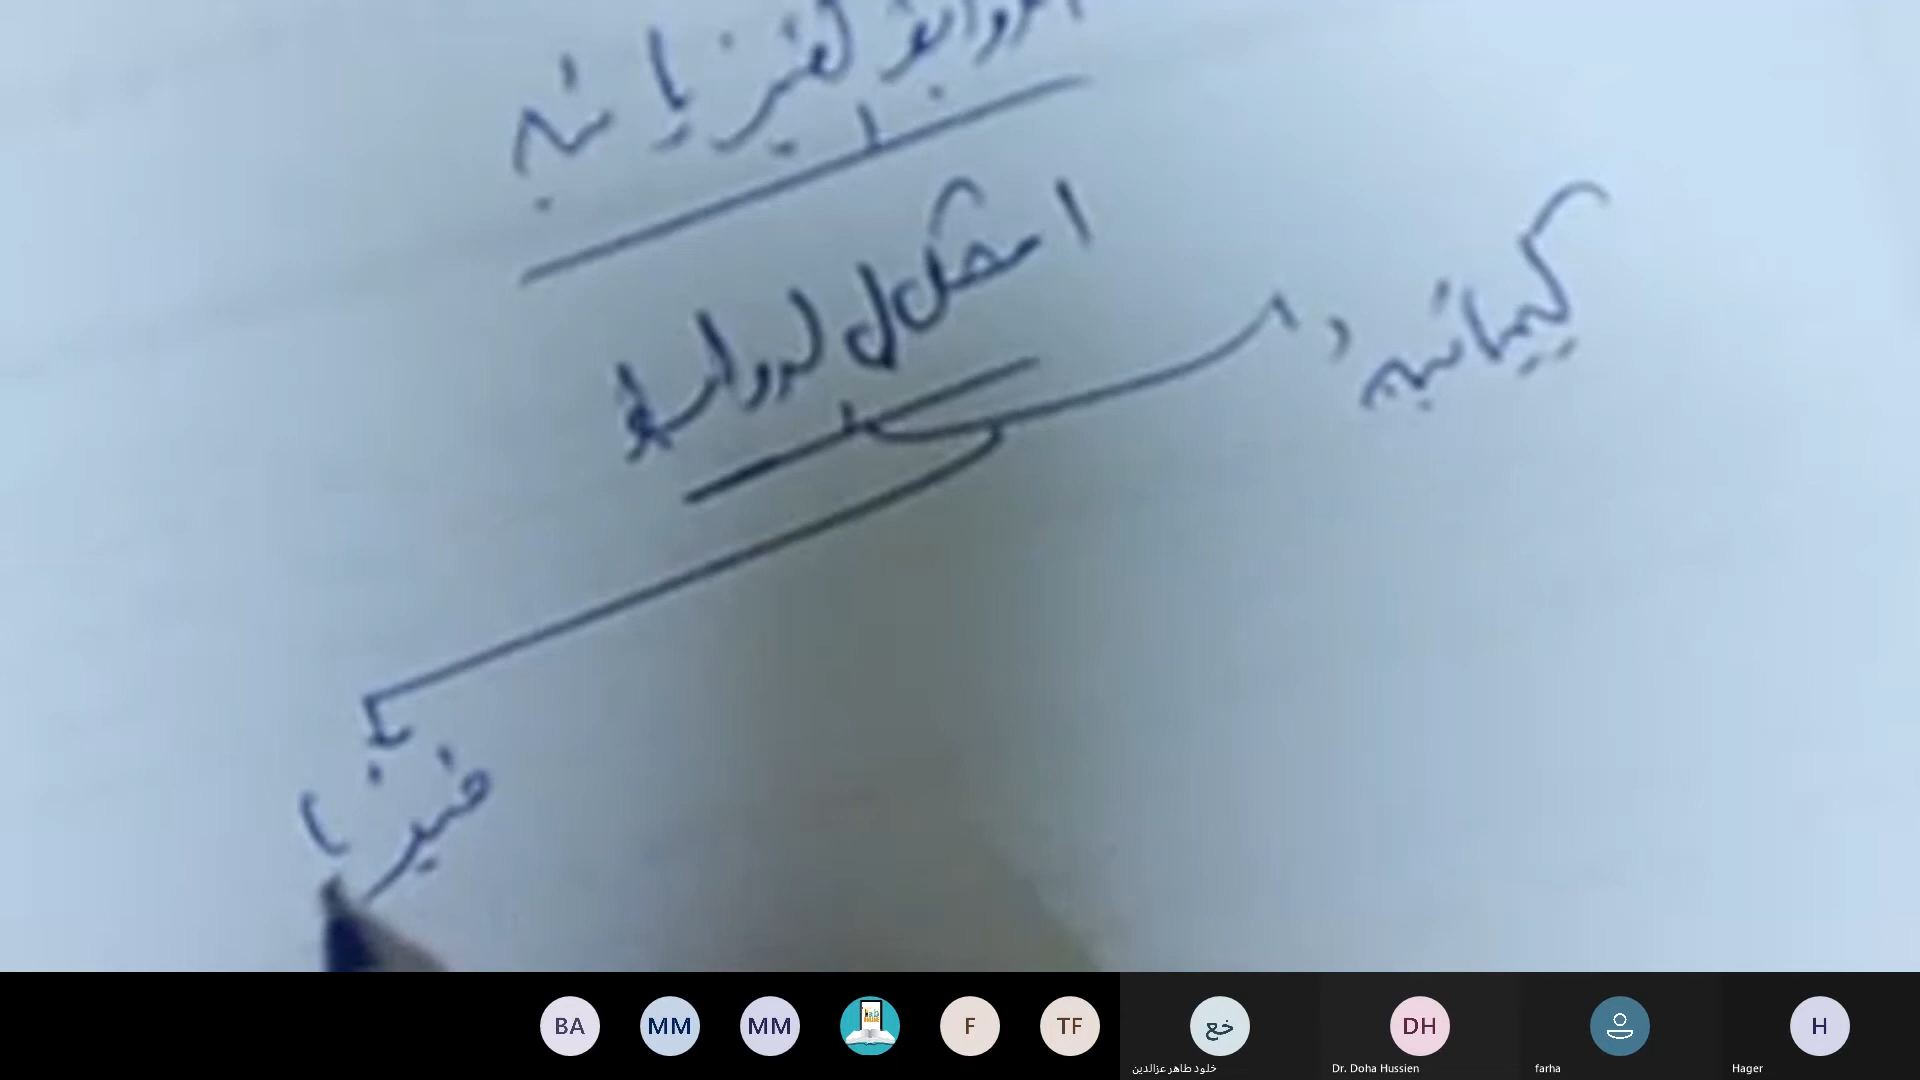 الروابط الفيزيائية
اشكال الروابط
كيميائية
فيزيا
BA
MM
MM
F
TF
خع
DH
H
خلود طاهر عزالدين
Dr. Doha Hussien
farha
Hager